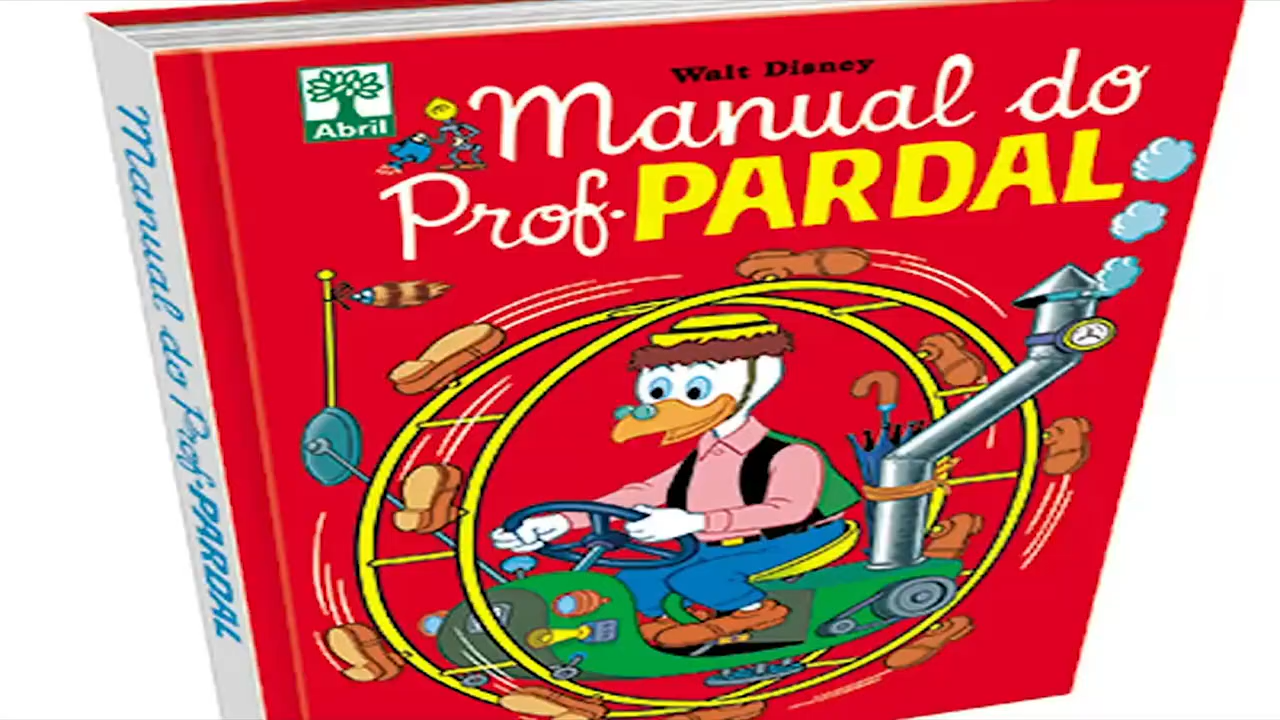 Abril
Walt Disney
Manual do
Prof. PARDAL
Manual do Prof. PARDAL